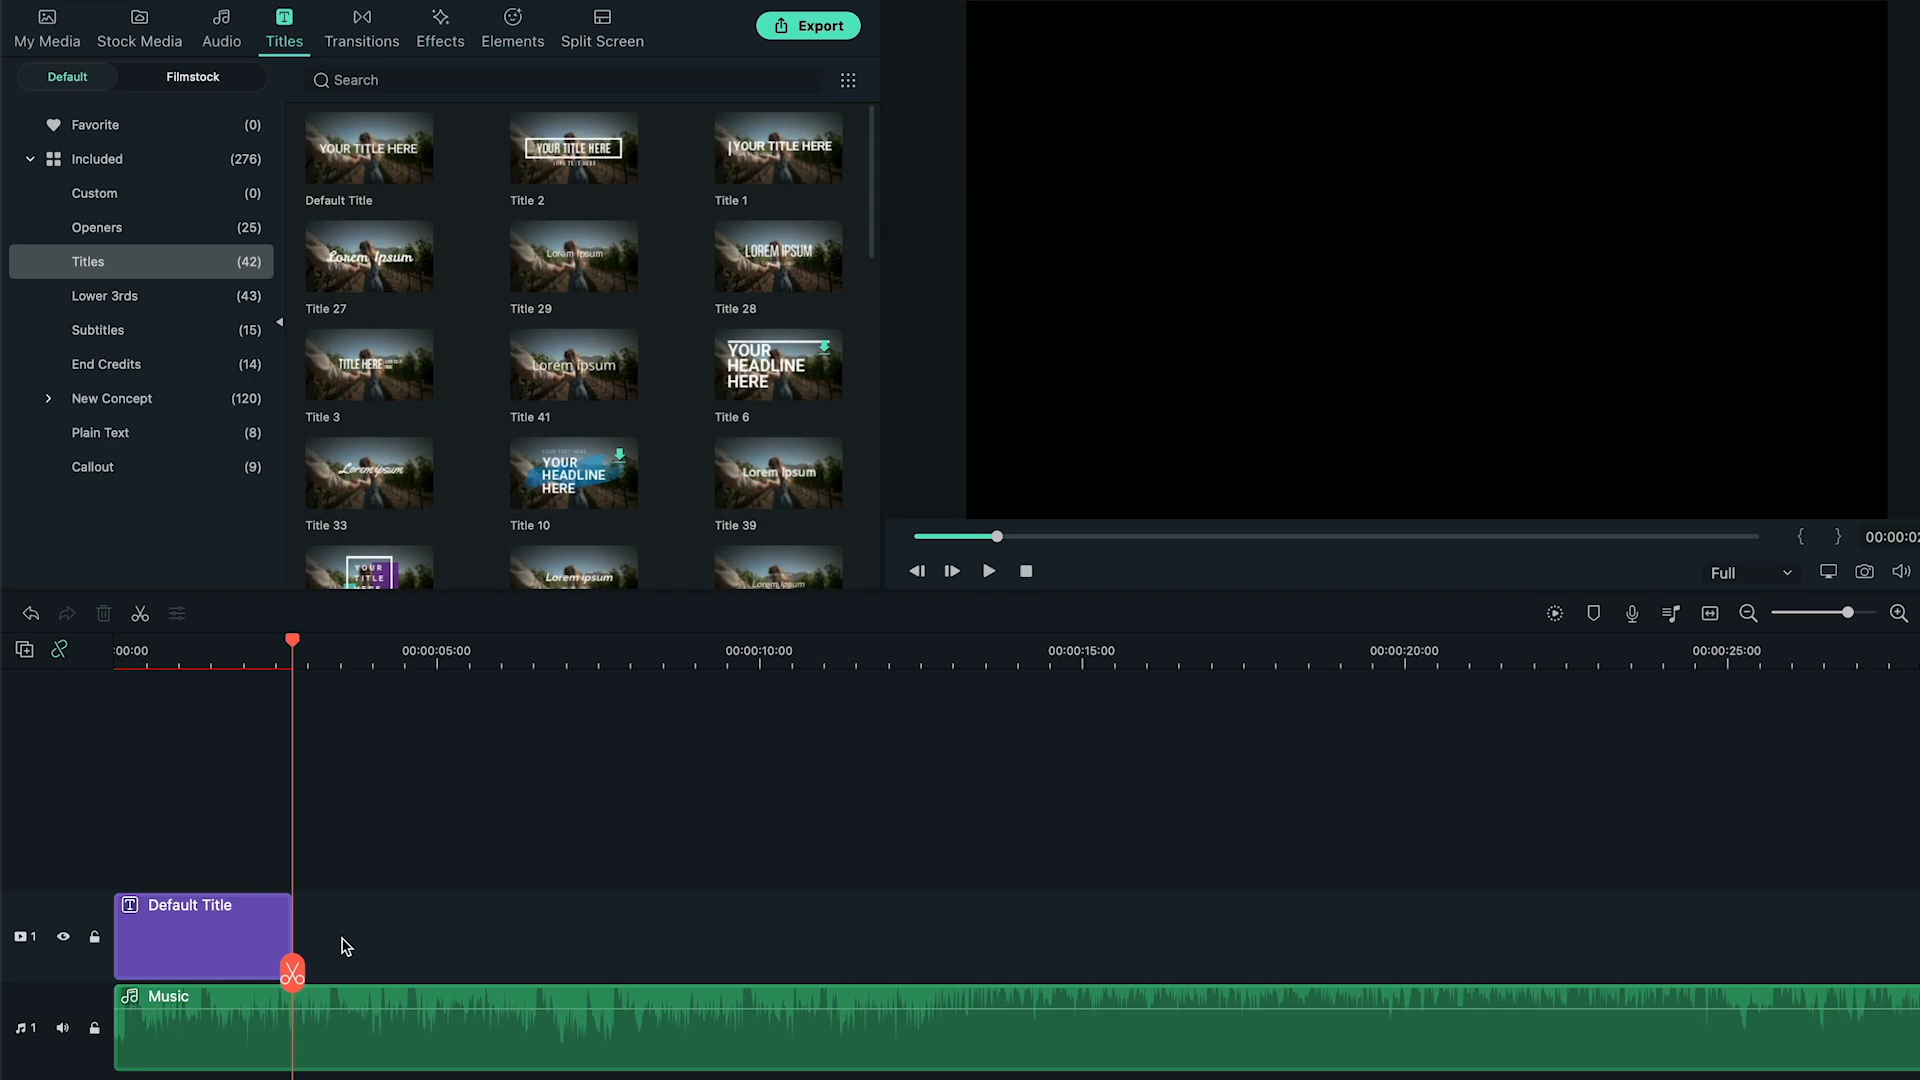 My Media Stock Media Audio Titles Transitions Effects Elements Split Screen
Export
Default Filmstock
Search
Favorite (0)
Included (276)
Custom (0)
Openers (25)
Titles (42)
Lower 3rds (43)
Subtitles (15)
End Credits (14)
New Concept (120)
Plain Text (8)
Callout (9)
YOUR TITLE HERE
YOUR TITLE HERE
YOUR TITLE HERE
Default Title
Title 2
Title 1
Lorem Ipsum
Lorem Ipsum
LOREM IPSUM
Title 27
Title 29
Title 28
TITLE HERE
Lorem ipsum
YOUR
HEADLINE
HERE
Title 3
Title 41
Title 6
Lorem ipsum
YOUR
HEADLINE
HERE
Lorem Ipsum
Title 33
Title 10
Title 39
YOUR
TITLE
HERE
Lorem ipsum
Lorem Ipsum
{ } 00:00:02
Full
:00:00 00:00:05:00 00:00:10:00 00:00:15:00 00:00:20:00 00:00:25:00
T Default Title
1
Music
1